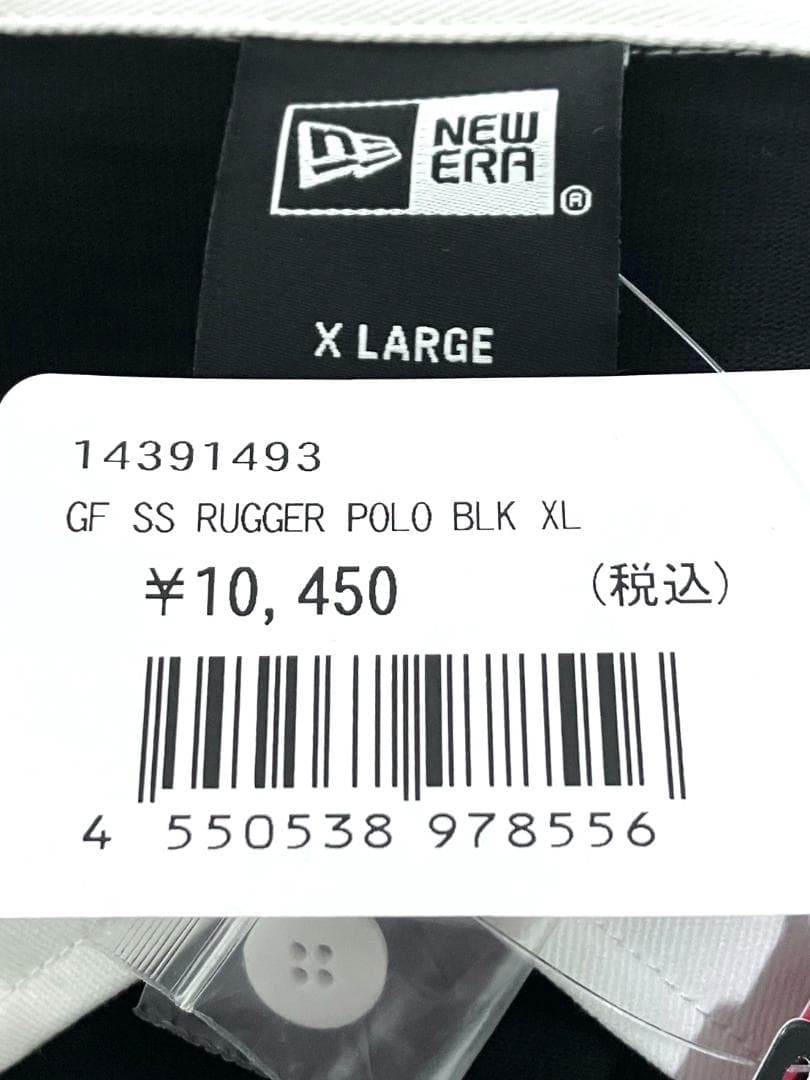 NEW
ERA
®
X LARGE
14391493
GF SS RUGGER POLO BLK XL
¥10,450 (税込)
4 550538 978556